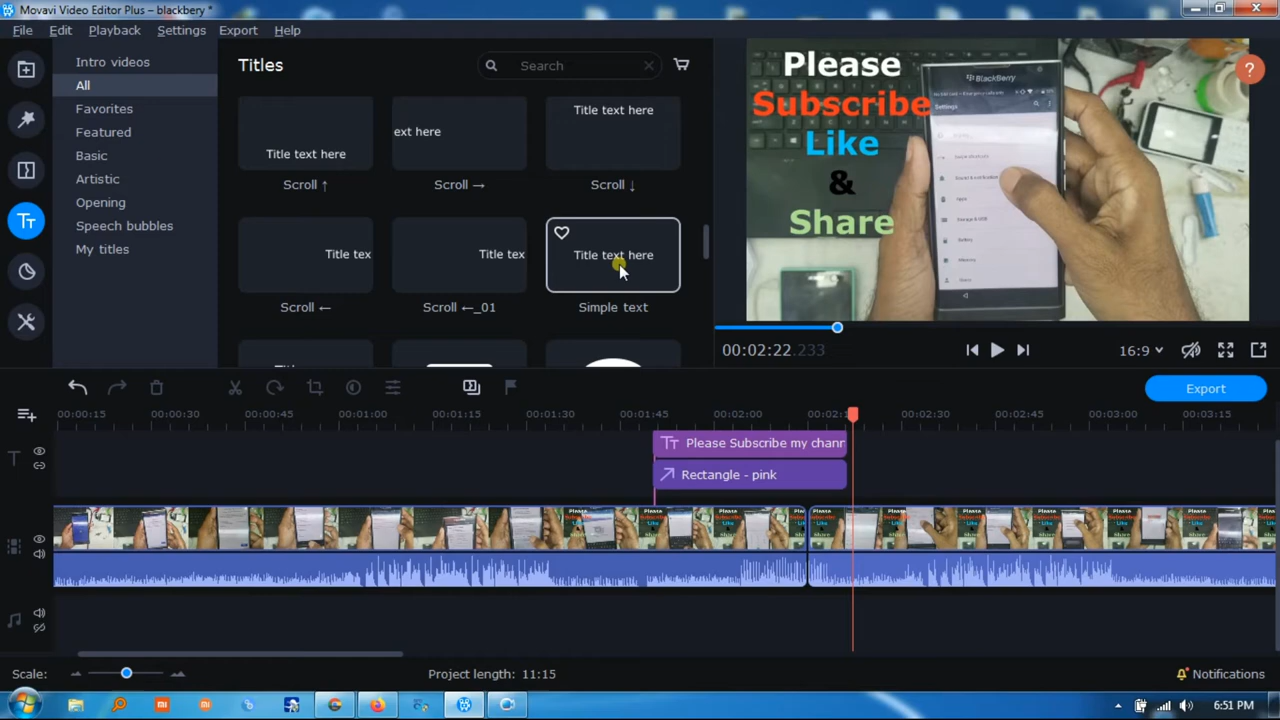 Movavi Video Editor Plus – blackbery *
File Edit Playback Settings Export Help
Intro videos
All
Favorites
Featured
Basic
Artistic
Opening
Speech bubbles
My titles
Titles
Search
Title text here
ext here
Title text here
Scroll ↑
Scroll →
Scroll ↓
Title tex
Title tex
Title text here
Scroll ←
Scroll ←_01
Simple text
Please
Subscribe
Like
&
Share
BlackBerry
Settings
?
00:02:22.233
16:9
Export
00:00:15 00:00:30 00:00:45 00:01:00 00:01:15 00:01:30 00:01:45 00:02:00 00:02:1 00:02:30 00:02:45 00:03:00 00:03:15
Please Subscribe my chann
Rectangle - pink
Scale:
Project length: 11:15
Notifications
6:51 PM